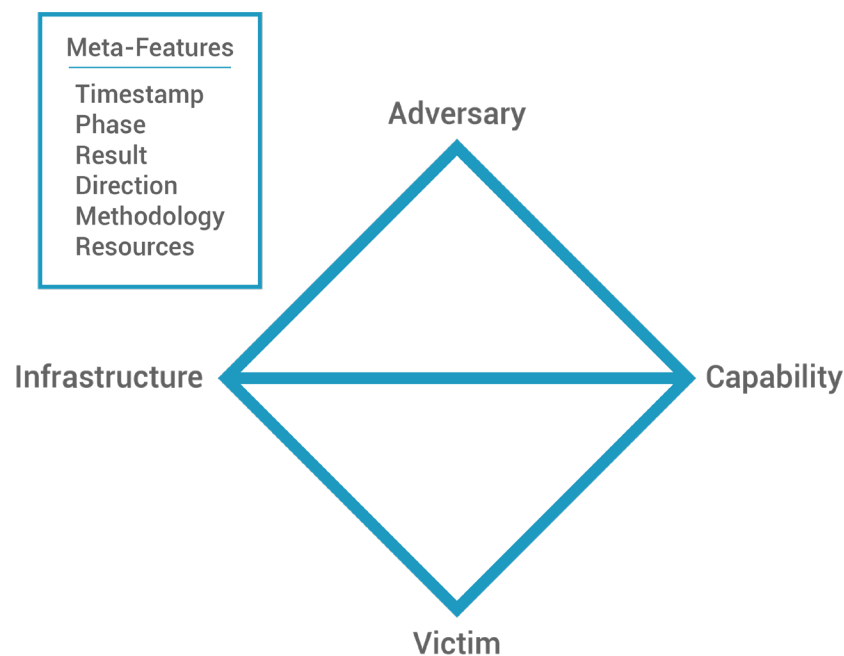 Meta-Features
Timestamp
Phase
Result
Direction
Methodology
Resources
Adversary
Infrastructure
Capability
Victim